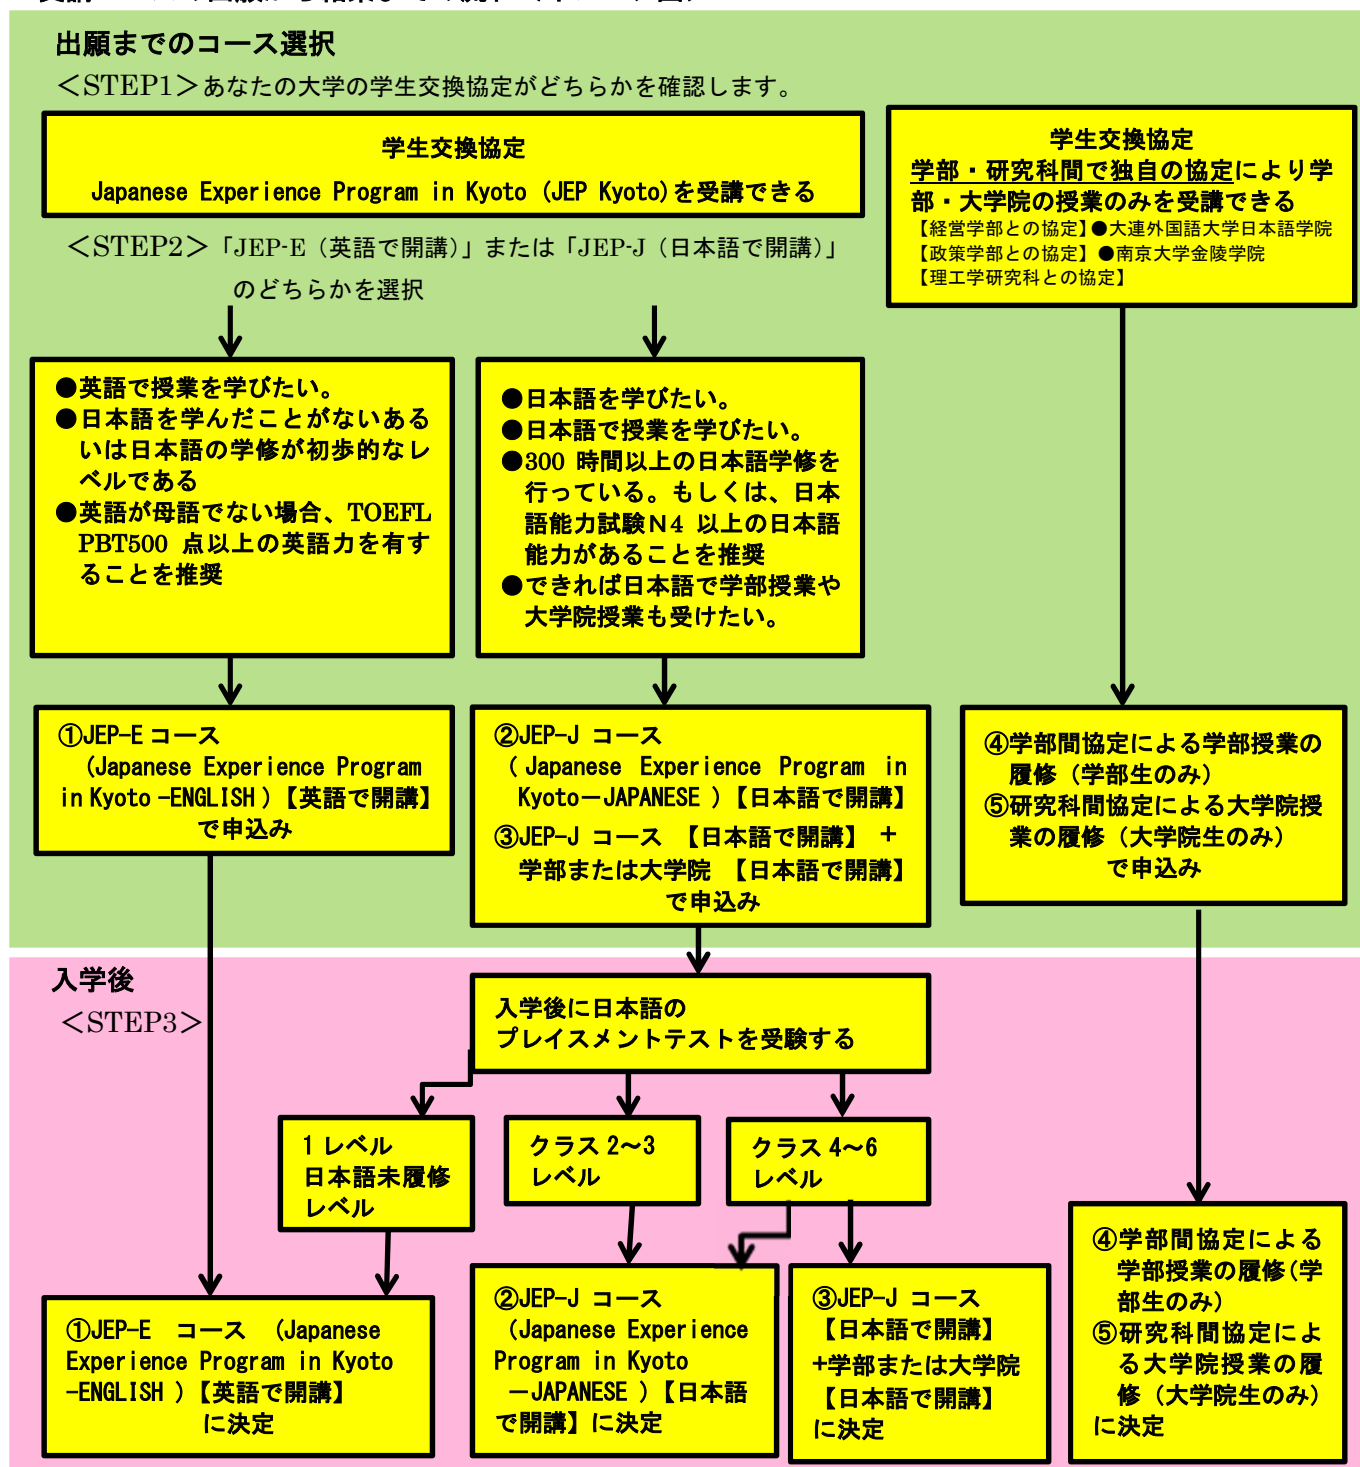 出願までのコース選択
＜STEP1＞あなたの大学の学生交換協定がどちらかを確認します。
学生交換協定
Japanese Experience Program in Kyoto (JEP Kyoto)を受講できる
学生交換協定
学部・研究科間で独自の協定により学
部・大学院の授業のみを受講できる
【経営学部との協定】●大連外国語大学日本語学院
【政策学部との協定】●南京大学金陵学院
【理工学研究科との協定】
＜STEP2＞「JEP-E（英語で開講）」または「JEP-J（日本語で開講）」
のどちらかを選択
●英語で授業を学びたい。
●日本語を学んだことがないある
いは日本語の学修が初歩的なレ
ベルである
●英語が母語でない場合、TOEFL
PBT500 点以上の英語力を有す
ることを推奨
●日本語を学びたい。
●日本語で授業を学びたい。
●300 時間以上の日本語学修を
行っている。もしくは、日本
語能力試験N4 以上の日本語
能力があることを推奨
●できれば日本語で学部授業や
大学院授業も受けたい。
①JEP-E コース
（Japanese Experience Program
in Kyoto -ENGLISH ）【英語で開講】
で申込み
②JEP-J コース
（ Japanese Experience Program in
Kyoto－JAPANESE ）【日本語で開講】
③JEP-J コース 【日本語で開講】 +
学部または大学院 【日本語で開講】
で申込み
④学部間協定による学部授業の
履修（学部生のみ）
⑤研究科間協定による大学院授
業の履修（大学院生のみ）
で申込み
入学後
＜STEP3＞
入学後に日本語の
プレイスメントテストを受験する
1 レベル
日本語未履修
レベル
クラス 2～3
レベル
クラス 4～6
レベル
①JEP-E コース （Japanese
Experience Program in Kyoto
-ENGLISH ）【英語で開講】
に決定
②JEP-J コース
（Japanese Experience
Program in Kyoto
－JAPANESE ）【日本語
で開講】に決定
③JEP-J コース
【日本語で開講】
+学部または大学院
【日本語で開講】
に決定
④学部間協定による
学部授業の履修（学
部生のみ）
⑤研究科間協定によ
る大学院授業の履
修（大学院生のみ）
に決定